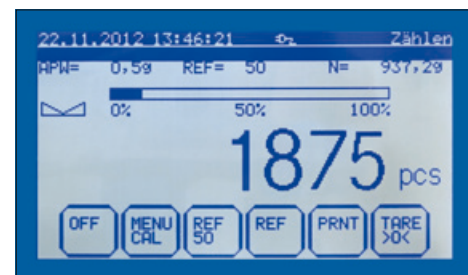 22.11.2012 13:46:21 Zählen
APW= 0,5g REF= 50 N= 937,2g
0% 50% 100%
1875 pcs
OFF MENU CAL REF 50 REF PRNT TARE >0<